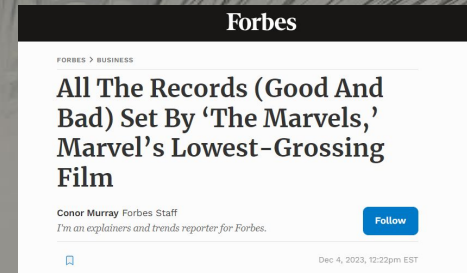 Forbes
FORBES > BUSINESS
All The Records (Good And
Bad) Set By ‘The Marvels,’
Marvel’s Lowest-Grossing
Film
Conor Murray Forbes Staff
I'm an explainers and trends reporter for Forbes.
Follow
Dec 4, 2023, 12:22pm EST